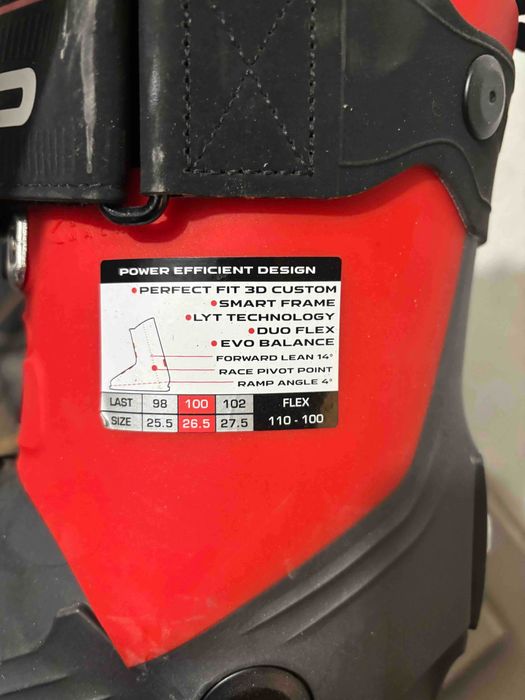 POWER EFFICIENT DESIGN
•PERFECT FIT 3D CUSTOM
•SMART FRAME
•LYT TECHNOLOGY
•DUO FLEX
•EVO BALANCE
FORWARD LEAN 14°
RACE PIVOT POINT
RAMP ANGLE 4°
LAST 98 100 102 FLEX
SIZE 25.5 26.5 27.5 110 - 100